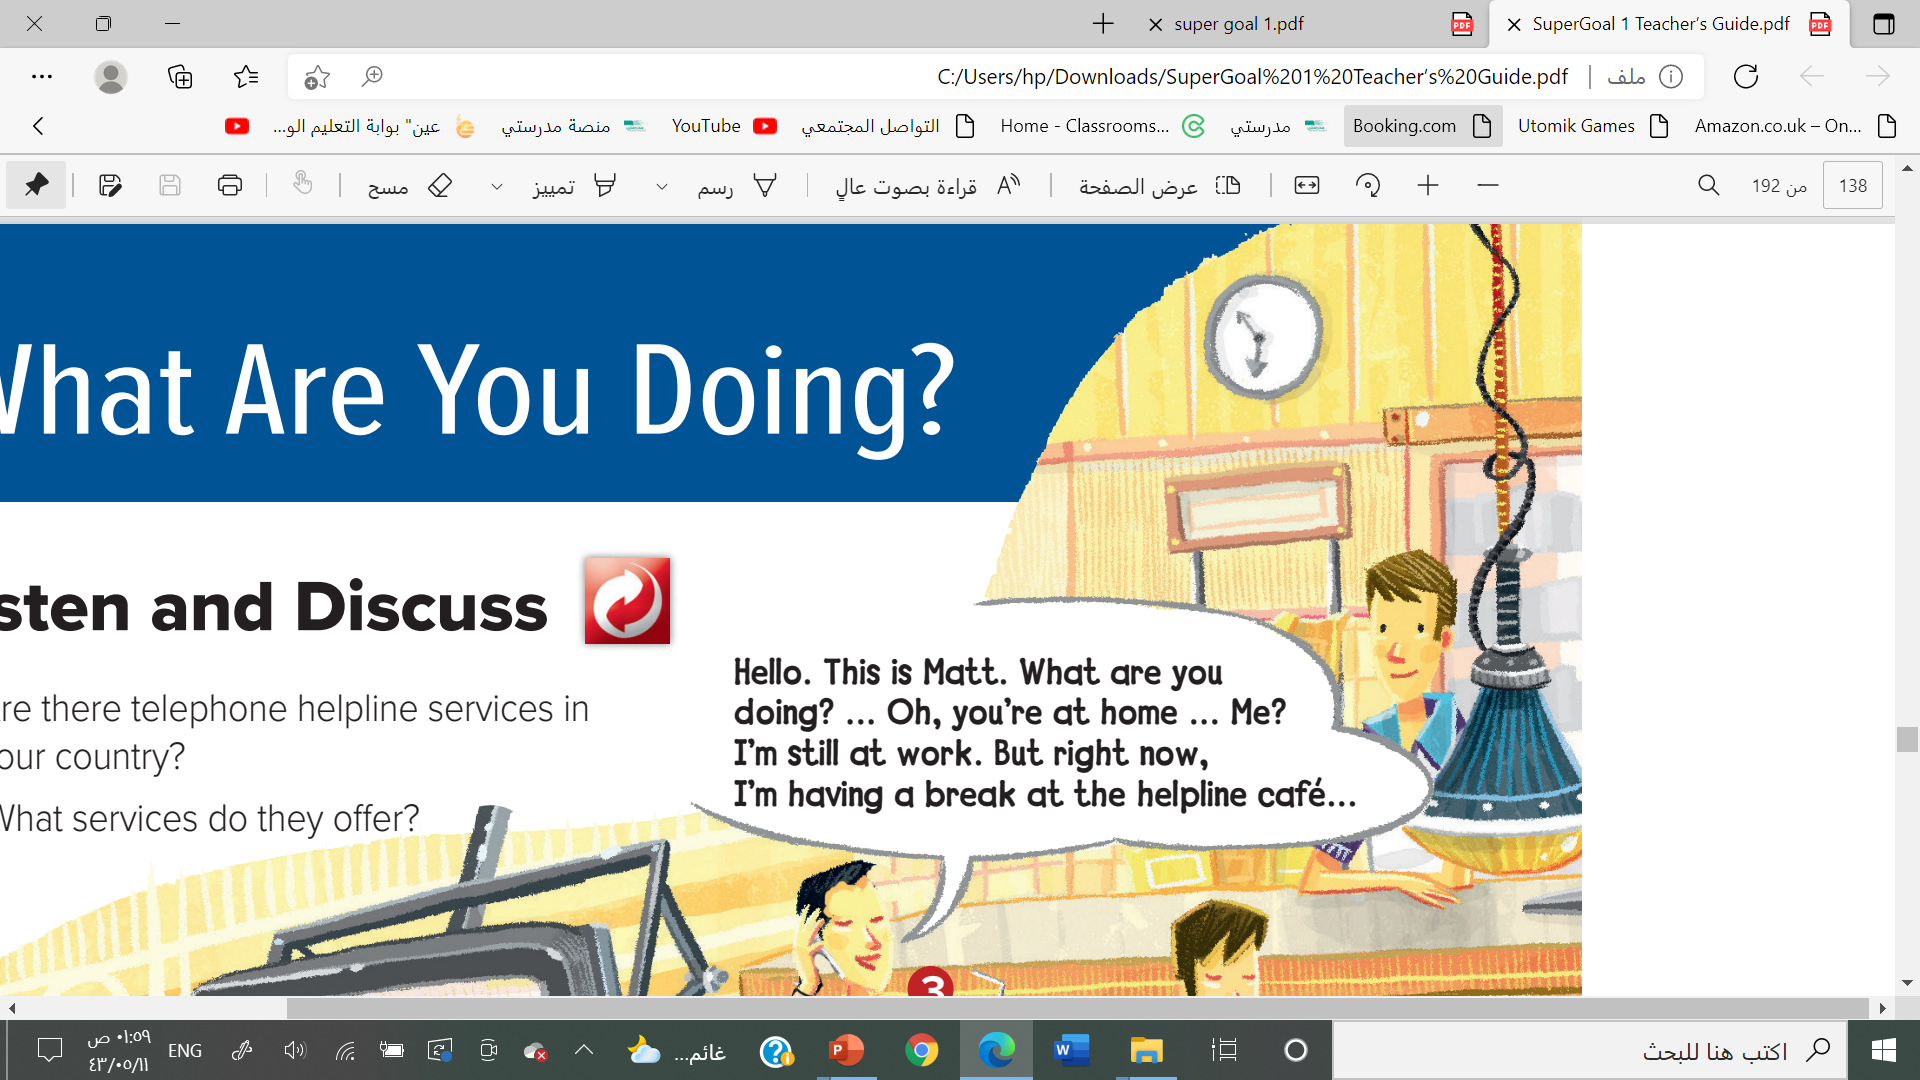 super goal 1.pdf
SuperGoal 1 Teacher's Guide.pdf
C:/Users/hp/Downloads/SuperGoal%201%20Teacher's%20Guide.pdf
ملف
عين" بوابة التعليم الو...
منصة مدرستي
YouTube
التواصل المجتمعي
Home - Classrooms...
مدرستي
Booking.com
Utomik Games
Amazon.co.uk – On...
مسح
تمييز
رسم
قراءة بصوت عالٍ
عرض الصفحة
من 192
138
What Are You Doing?
sten and Discuss
re there telephone helpline services in
our country?
What services do they offer?
Hello. This is Matt. What are you
doing? ... Oh, you're at home ... Me?
I'm still at work. But right now,
I'm having a break at the helpline café...
3
٠١:٥٩ ص
٤٣/٠٥/١١
ENG
غائم...
اكتب هنا للبحث